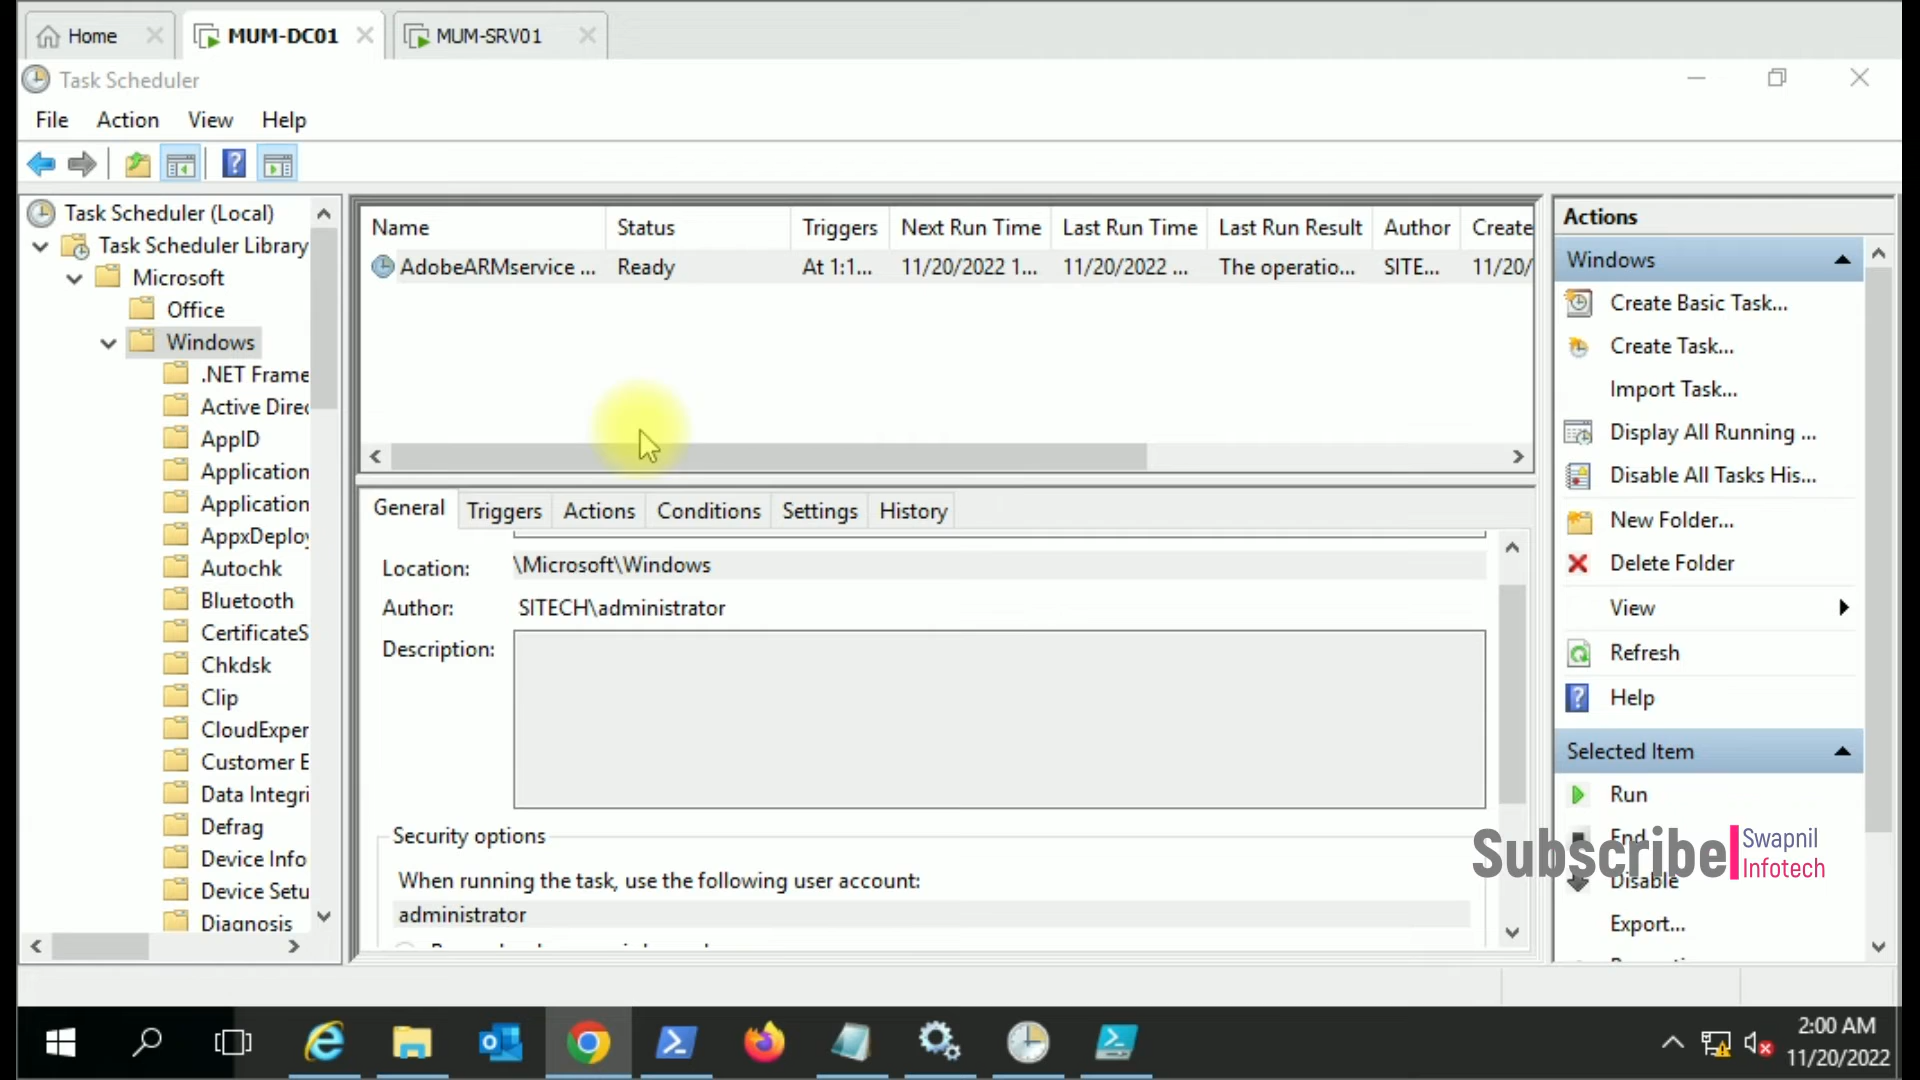 Home
MUM-DC01
MUM-SRV01
Task Scheduler
File Action View Help
Task Scheduler (Local)
Task Scheduler Library
Microsoft
Office
Windows
.NET Frame
Active Direc
AppID
Application
Application
AppxDeploy
Autochk
Bluetooth
CertificateS
Chkdsk
Clip
CloudExper
Customer E
Data Integri
Defrag
Device Info
Device Setu
Diagnosis
Name Status Triggers Next Run Time Last Run Time Last Run Result Author Create
AdobeARMservice ... Ready At 1:1... 11/20/2022 1... 11/20/2022 ... The operatio... SITE... 11/20/
General Triggers Actions Conditions Settings History
Location: \Microsoft\Windows
Author: SITECH\administrator
Description:
Security options
When running the task, use the following user account:
administrator
Actions
Windows
Create Basic Task...
Create Task...
Import Task...
Display All Running ...
Disable All Tasks His...
New Folder...
Delete Folder
View
Refresh
Help
Selected Item
Run
End
Disable
Export...
Subscribe
Swapnil
Infotech
2:00 AM
11/20/2022